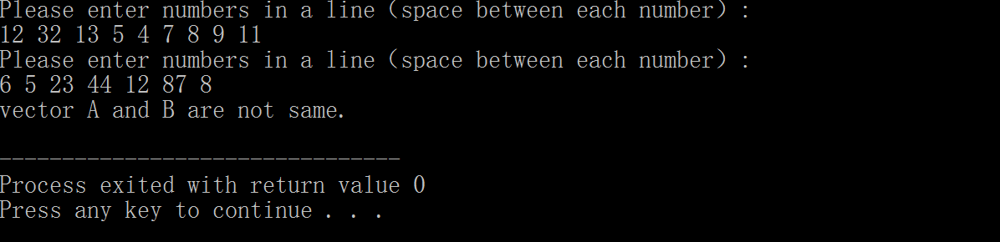 Please enter numbers in a line（space between each number）:
12 32 13 5 4 7 8 9 11
Please enter numbers in a line（space between each number）:
6 5 23 44 12 87 8
vector A and B are not same.
--------------------------------
Process exited with return value 0
Press any key to continue . . .